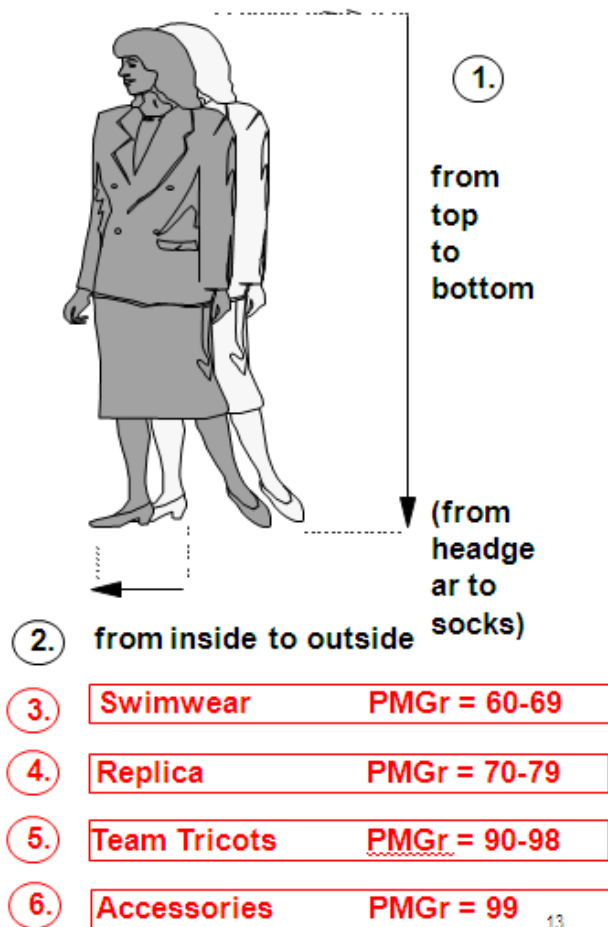 1.
from
top
to
bottom
(from
headge
ar to
socks)
2. from inside to outside
3. Swimwear PMGr = 60-69
4. Replica PMGr = 70-79
5. Team Tricots PMGr = 90-98
6. Accessories PMGr = 99
13